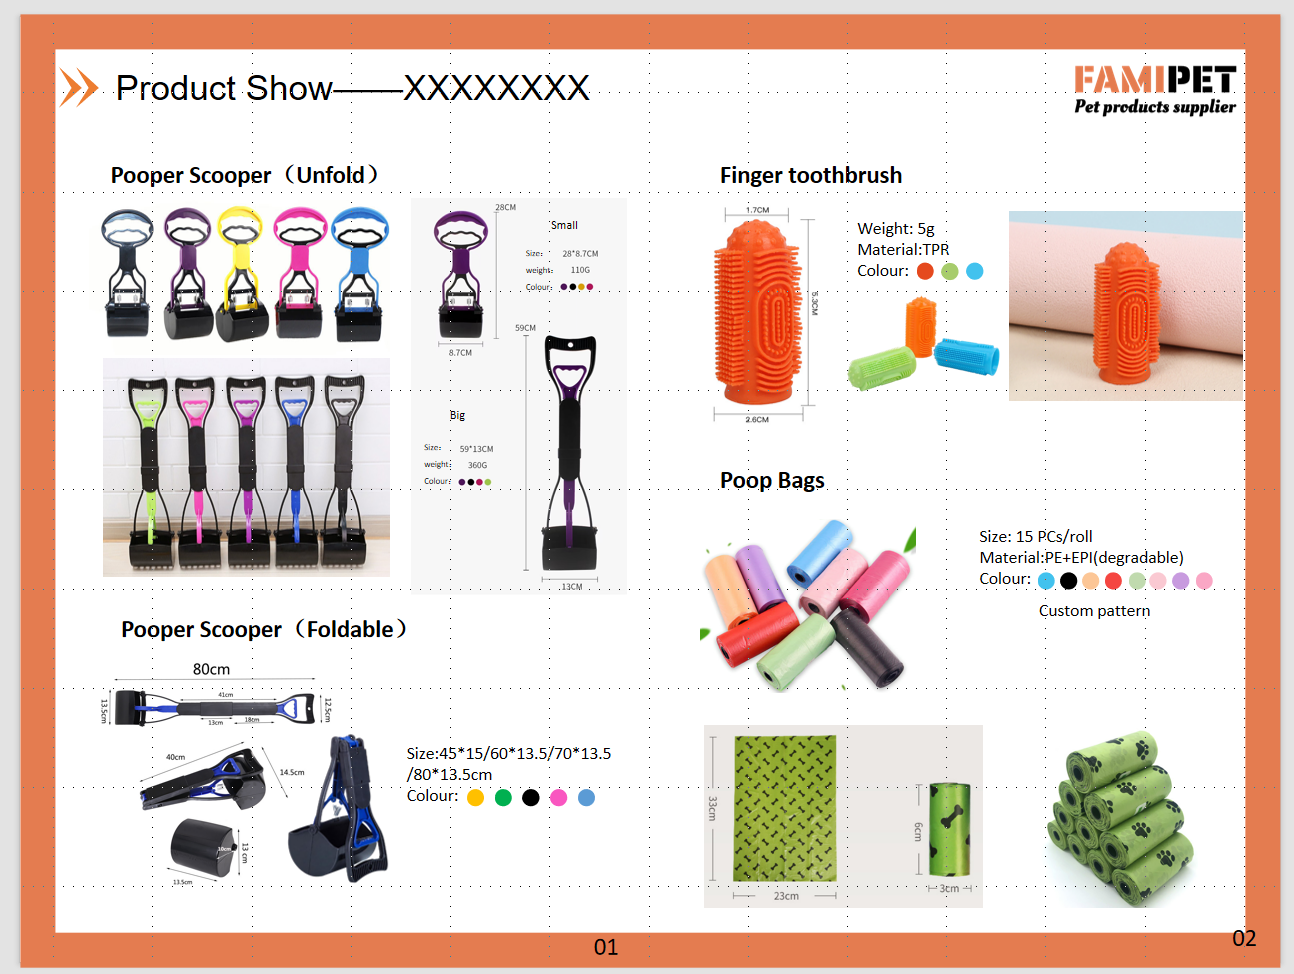 Product Show——XXXXXXXX
FAMIPET
Pet products supplier
Pooper Scooper（Unfold）
28CM
Small
Size: 28*8.7CM
weight: 110G
Colour:
8.7CM
59CM
Big
Size: 59*13CM
weight: 360G
Colour:
13CM
Pooper Scooper（Foldable）
80cm
13.5cm
41cm
13cm
18cm
12.5cm
40cm
14.5cm
10cm
13 cm
13.5cm
Size:45*15/60*13.5/70*13.5
/80*13.5cm
Colour:
Finger toothbrush
1.7CM
5.3CM
2.6CM
Weight: 5g
Material:TPR
Colour:
Poop Bags
Size: 15 PCs/roll
Material:PE+EPI(degradable)
Colour:
Custom pattern
33cm
23cm
6cm
3cm
01
02